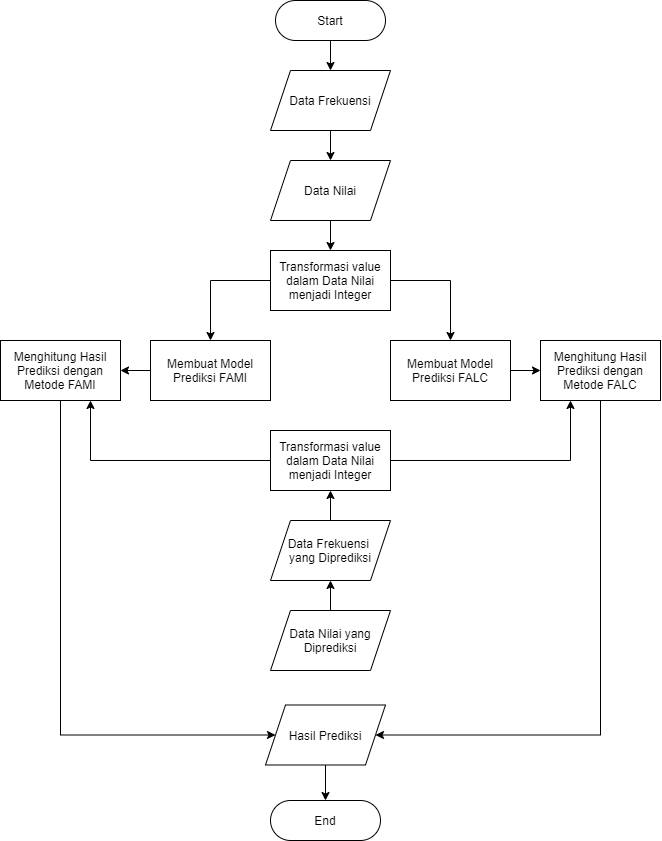 Start
Data Frekuensi
Data Nilai
Transformasi value
dalam Data Nilai
menjadi Integer
Menghitung Hasil
Prediksi dengan
Metode FAMI
Membuat Model
Prediksi FAMI
Membuat Model
Prediksi FALC
Menghitung Hasil
Prediksi dengan
Metode FALC
Transformasi value
dalam Data Nilai
menjadi Integer
Data Frekuensi
yang Diprediksi
Data Nilai yang
Diprediksi
Hasil Prediksi
End